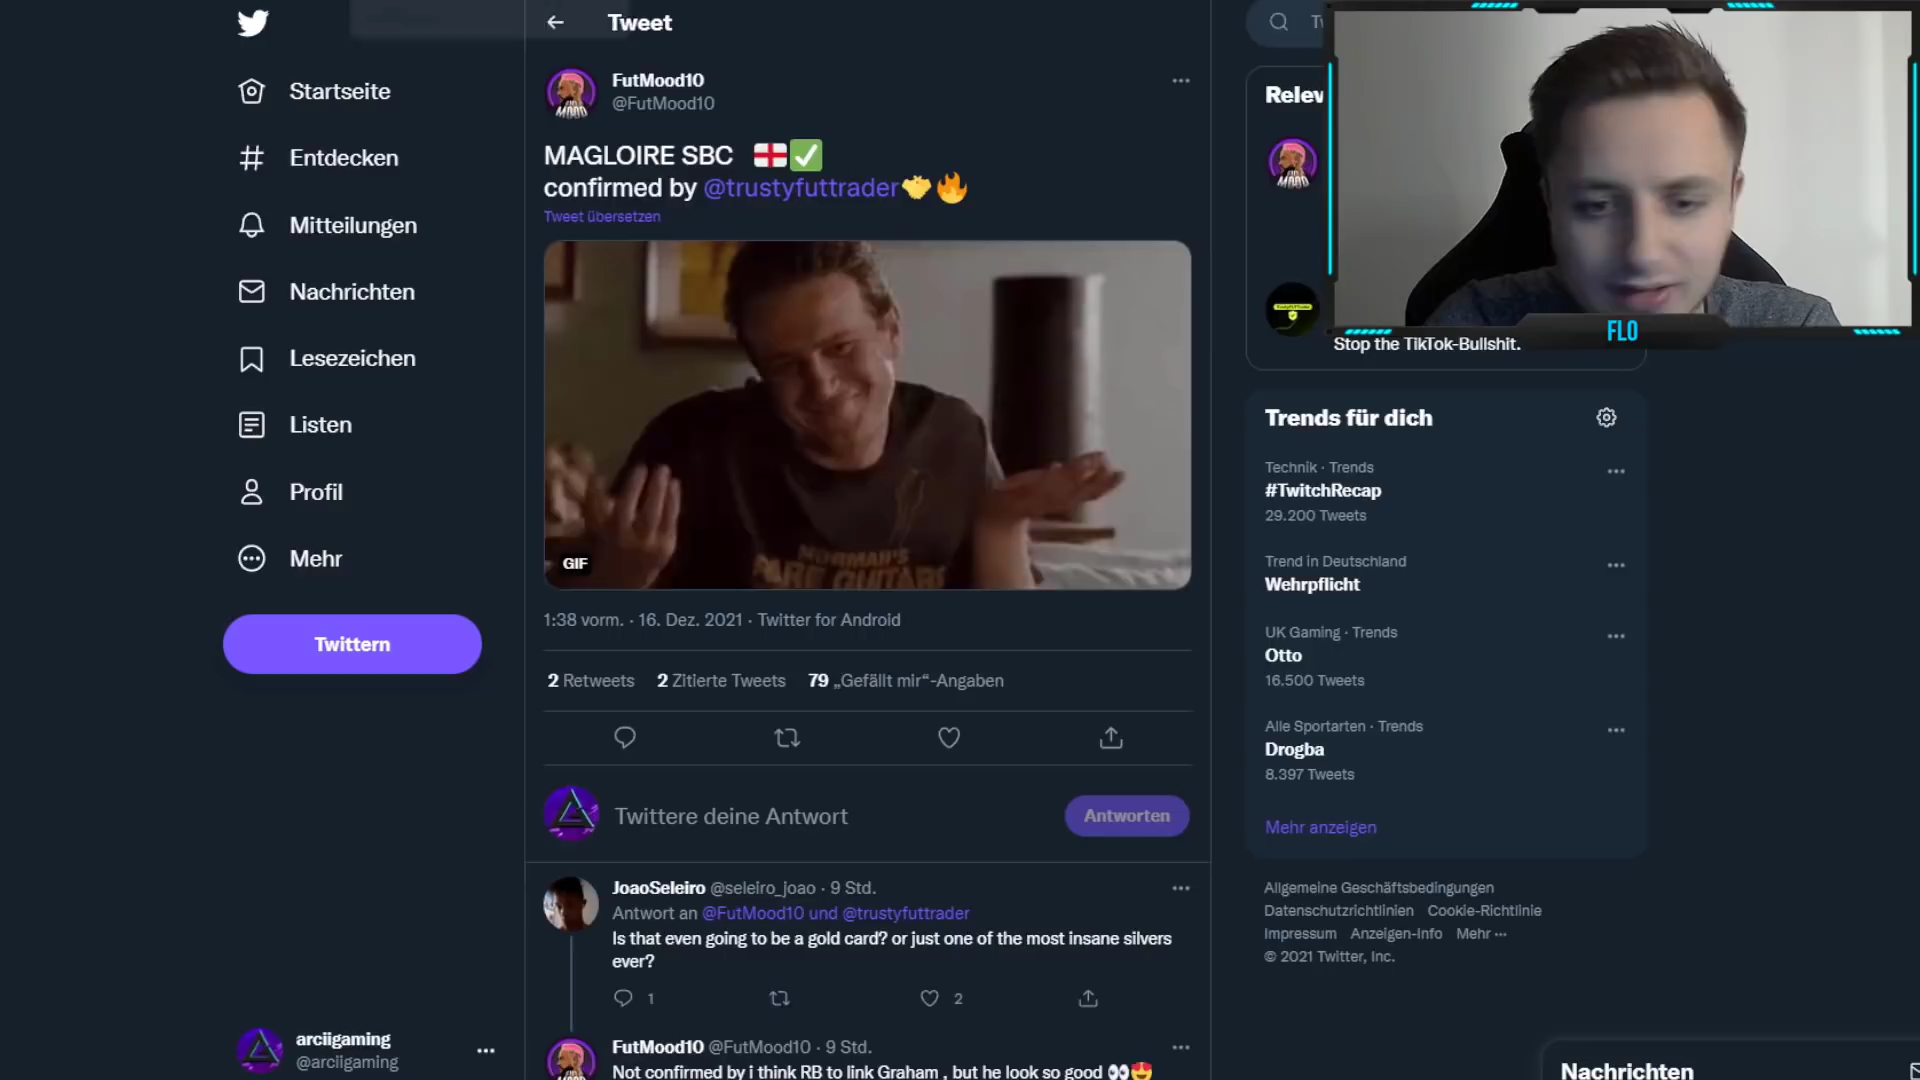 Tweet
Startseite
Entdecken
Mitteilungen
Nachrichten
Lesezeichen
Listen
Profil
Mehr
Twittern
arciigaming
@arciigaming
FutMood10
@FutMood10
MAGLOIRE SBC 🏴󠁧󠁢󠁥󠁮󠁧󠁿✅
confirmed by @trustyfuttrader🤝🔥
Tweet übersetzen
GIF
1:38 vorm. · 16. Dez. 2021 · Twitter for Android
2 Retweets 2 Zitierte Tweets 79 „Gefällt mir“-Angaben
Twittere deine Antwort
Antworten
JoaoSeleiro @seleiro_joao · 9 Std.
Antwort an @FutMood10 und @trustyfuttrader
Is that even going to be a gold card? or just one of the most insane silvers
ever?
1
2
FutMood10 @FutMood10 · 9 Std.
Not confirmed by i think RB to link Graham , but he look so good 👀😍
Relev
FLO
Stop the TikTok-Bullshit.
Trends für dich
Technik · Trends
#TwitchRecap
29.200 Tweets
Trend in Deutschland
Wehrpflicht
UK Gaming · Trends
Otto
16.500 Tweets
Alle Sportarten · Trends
Drogba
8.397 Tweets
Mehr anzeigen
Allgemeine Geschäftsbedingungen
Datenschutzrichtlinien Cookie-Richtlinie
Impressum Anzeigen-Info Mehr ···
© 2021 Twitter, Inc.
Nachrichten